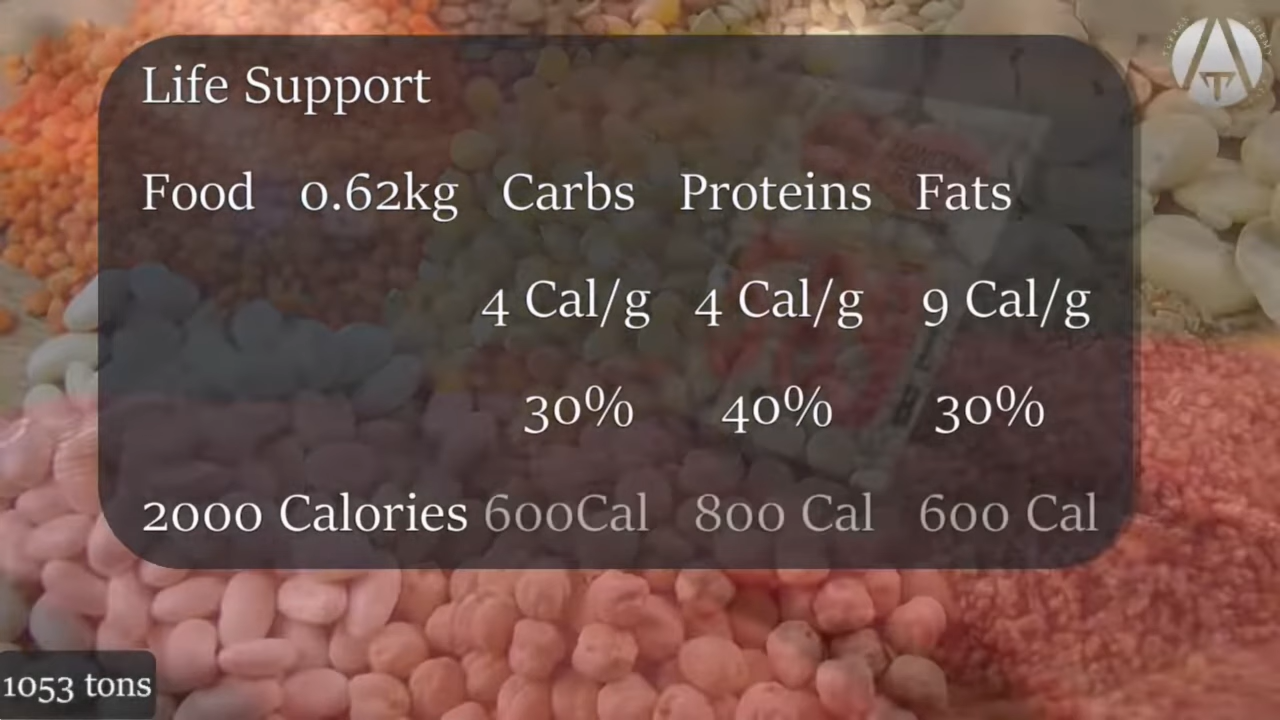 Life Support
Food 0.62kg Carbs Proteins Fats
4 Cal/g 4 Cal/g 9 Cal/g
30% 40% 30%
2000 Calories 600Cal 800 Cal 600 Cal
1053 tons